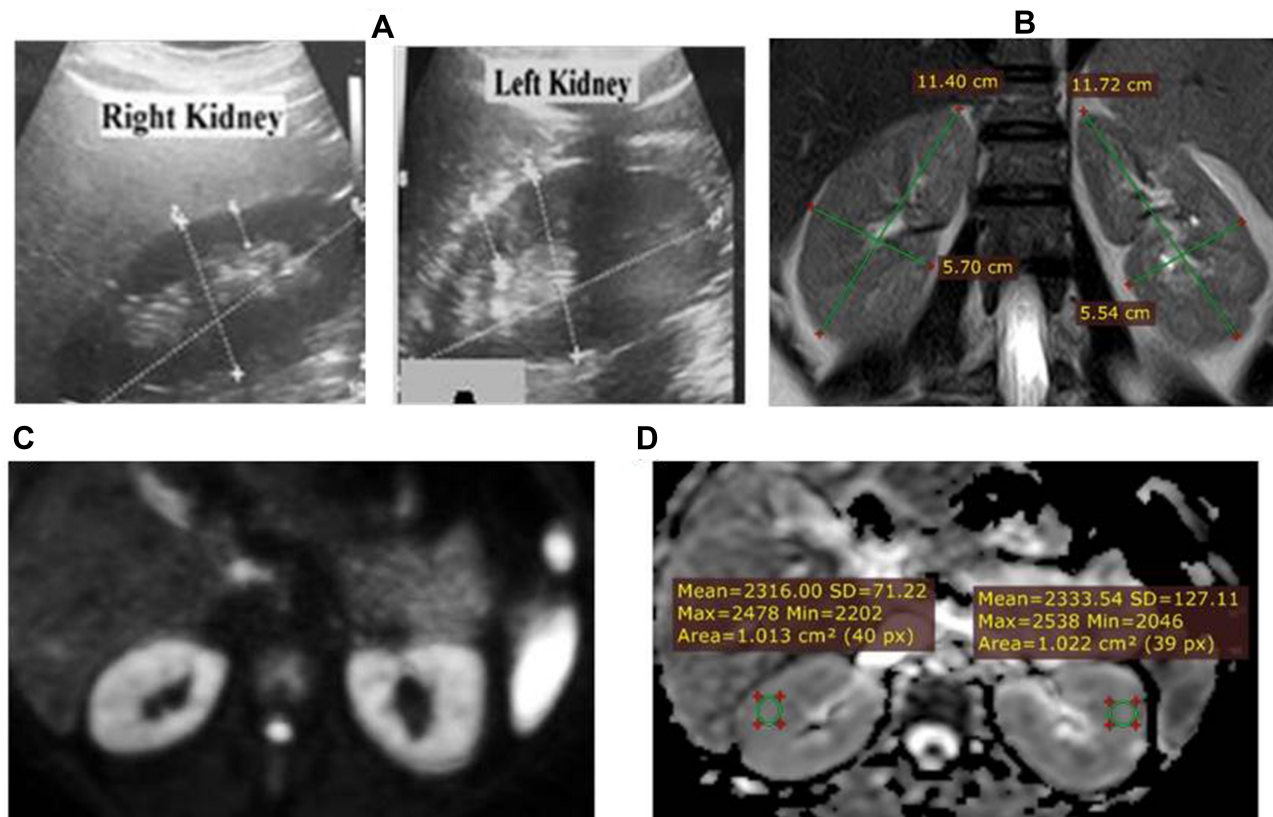 A
B
Right Kidney
Left Kidney
11.40 cm
11.72 cm
5.70 cm
5.54 cm
C
D
Mean=2316.00 SD=71.22
Max=2478 Min=2202
Area=1.013 cm² (40 px)
Mean=2333.54 SD=127.11
Max=2538 Min=2046
Area=1.022 cm² (39 px)